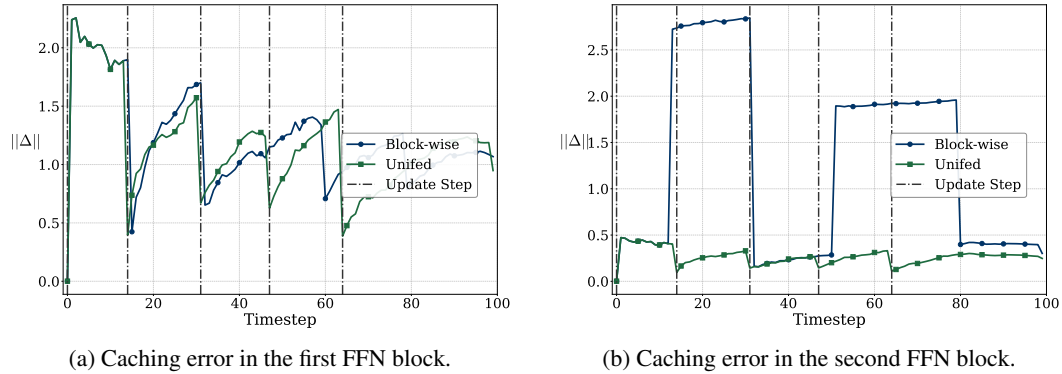 2.0
1.5
1.0
0.5
0.0
||Δ||
0 20 40 60 80 100
Timestep
Block-wise
Unifed
Update Step
(a) Caching error in the first FFN block.
2.5
2.0
1.5
1.0
0.5
0.0
||Δ||
0 20 40 60 80 100
Timestep
Block-wise
Unifed
Update Step
(b) Caching error in the second FFN block.